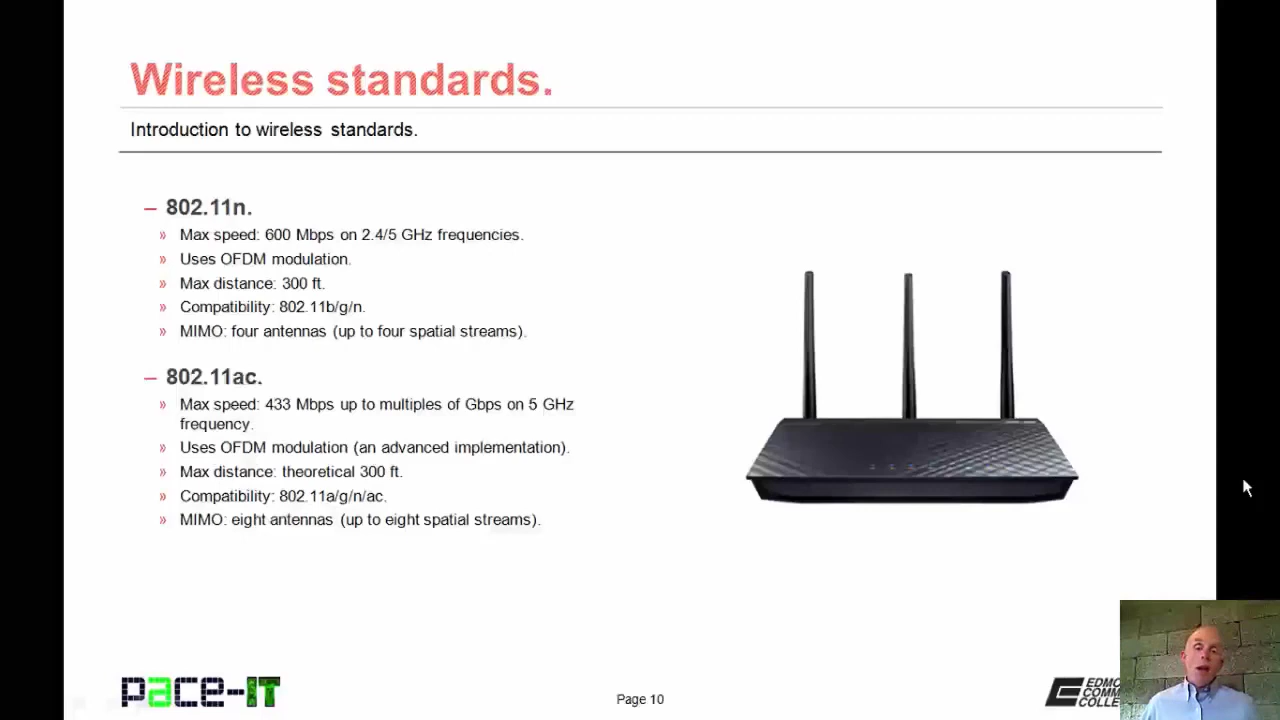 Wireless standards.
Introduction to wireless standards.
– 802.11n.
» Max speed: 600 Mbps on 2.4/5 GHz frequencies.
» Uses OFDM modulation.
» Max distance: 300 ft.
» Compatibility: 802.11b/g/n.
» MIMO: four antennas (up to four spatial streams).
– 802.11ac.
» Max speed: 433 Mbps up to multiples of Gbps on 5 GHz
frequency.
» Uses OFDM modulation (an advanced implementation).
» Max distance: theoretical 300 ft.
» Compatibility: 802.11a/g/n/ac.
» MIMO: eight antennas (up to eight spatial streams).
pace-IT
Page 10